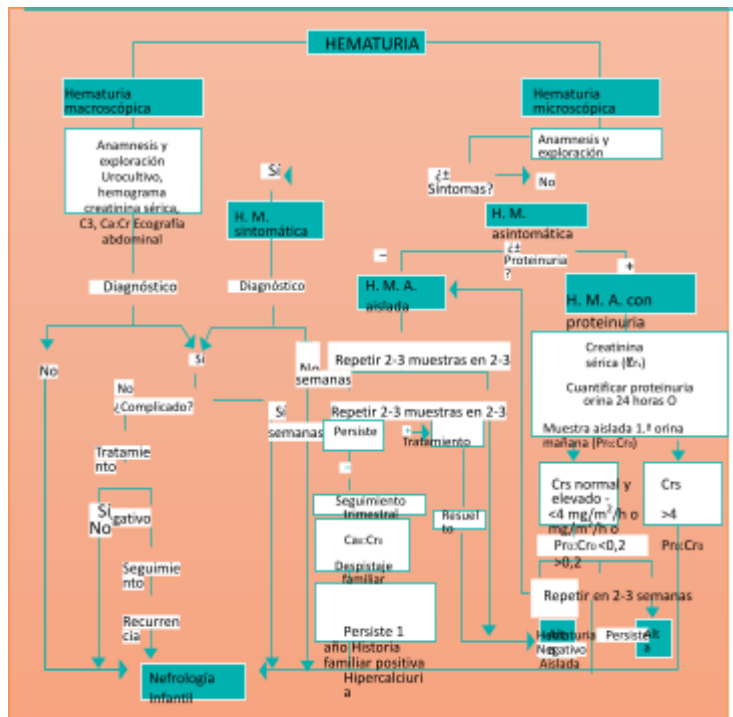 HEMATURIA
Hematuria
macroscópica
Hematuria
microscópica
Anamnesis y
exploración
Urocultivo,
hemograma
creatinina sérica,
C3, Ca:Cr Ecografía
abdominal
Anamnesis y
exploración
¿±
Síntomas?
Sí
No
H. M.
sintomática
H. M.
asintomática
¿±
Proteinuria
?
–
+
Diagnóstico
Diagnóstico
H. M. A.
aislada
H. M. A. con
proteinuria
No
Sí
No
Repetir 2-3 muestras en 2-3
semanas
Creatinina
sérica
Cuantificar proteinuria
orina 24 horas O
Muestra aislada 1.ª orina
mañana
No
¿Complicado?
Sí
Repetir 2-3 muestras en 2-3
semanas
Persiste
+
Tratamiento
–
Tratamie
nto
Sí
No
gativo
Seguimiento
trimestral
Resuel
to
Crs normal y
elevado -
<4 mg/m²/h o
mg/m²/h o
Crs
>4
Despistaje
familiar
<0,2
>0,2
Seguimie
nto
Repetir en 2-3 semanas
Recurren
cia
Persiste 1
año Historia
familiar positiva
Hipercalciuri
a
Aislada
Persiste
Alt
a
Nefrología
Infantil